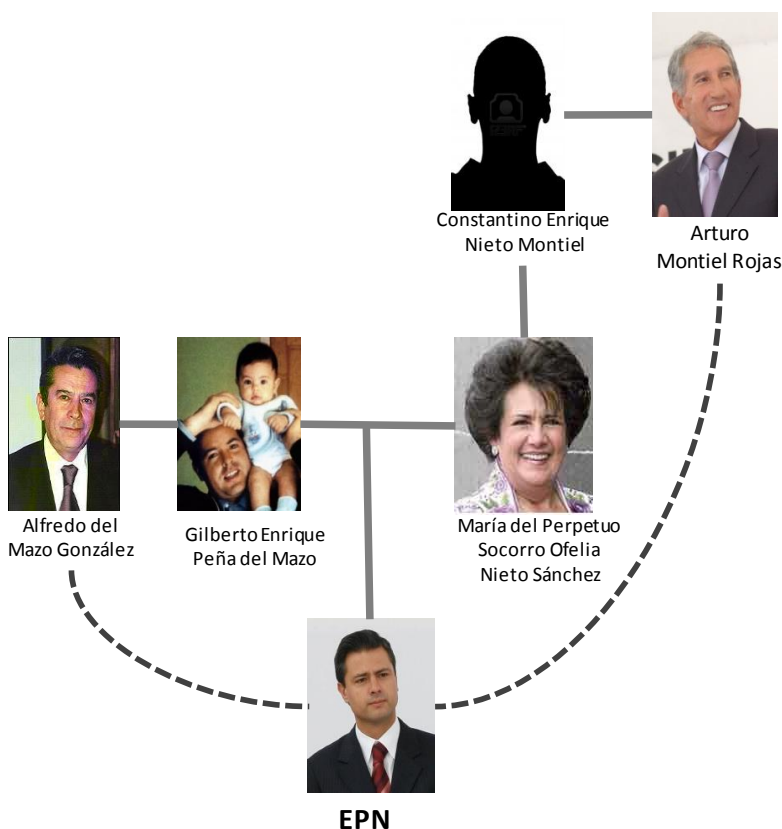 Constantino Enrique
Nieto Montiel
Arturo
Montiel Rojas
Alfredo del
Mazo González
Gilberto Enrique
Peña del Mazo
María del Perpetuo
Socorro Ofelia
Nieto Sánchez
EPN